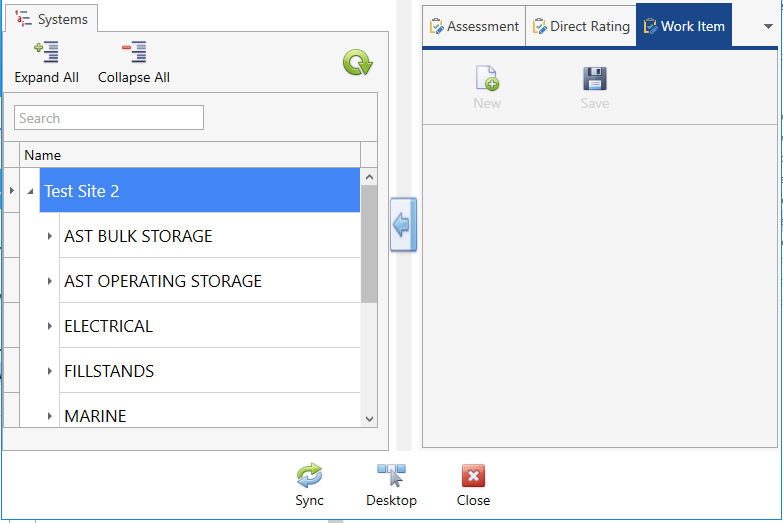 Systems
Expand All
Collapse All
Search
Name
Test Site 2
AST BULK STORAGE
AST OPERATING STORAGE
ELECTRICAL
FILLSTANDS
MARINE
Assessment
Direct Rating
Work Item
New
Save
Sync
Desktop
Close